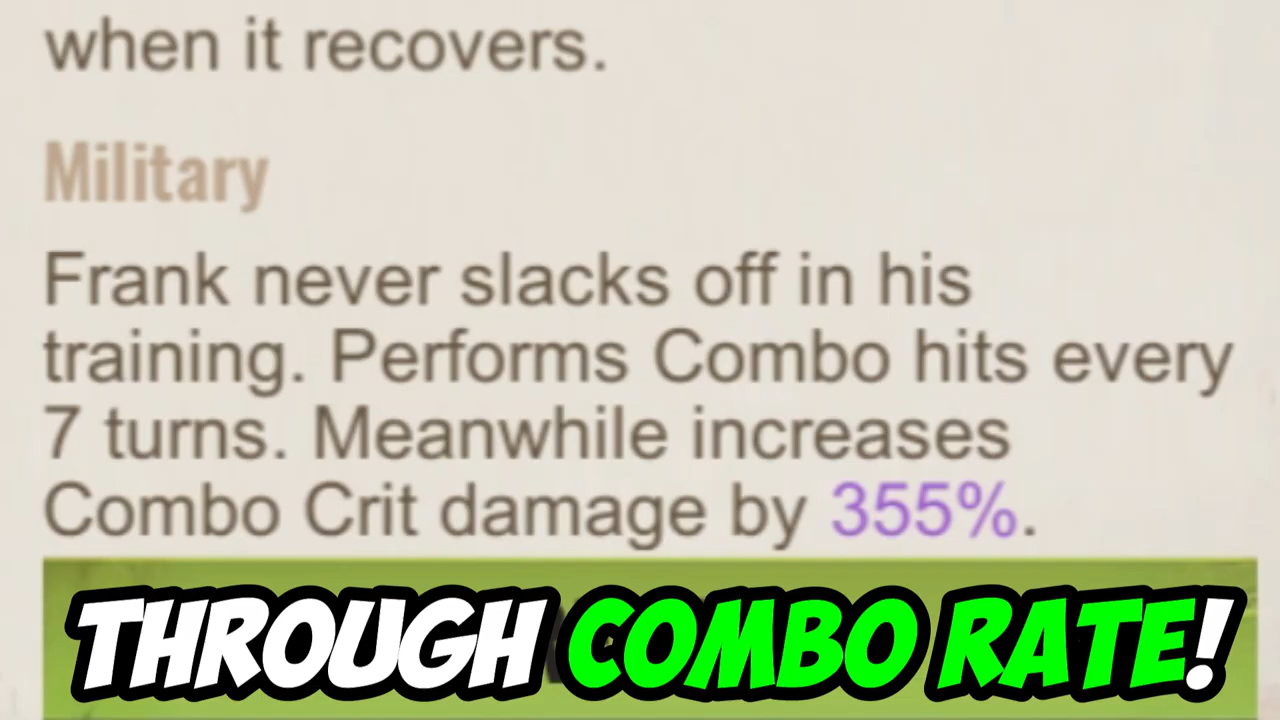 when it recovers.
Military
Frank never slacks off in his
training. Performs Combo hits every
7 turns. Meanwhile increases
Combo Crit damage by 355%.
THROUGH COMBO RATE!